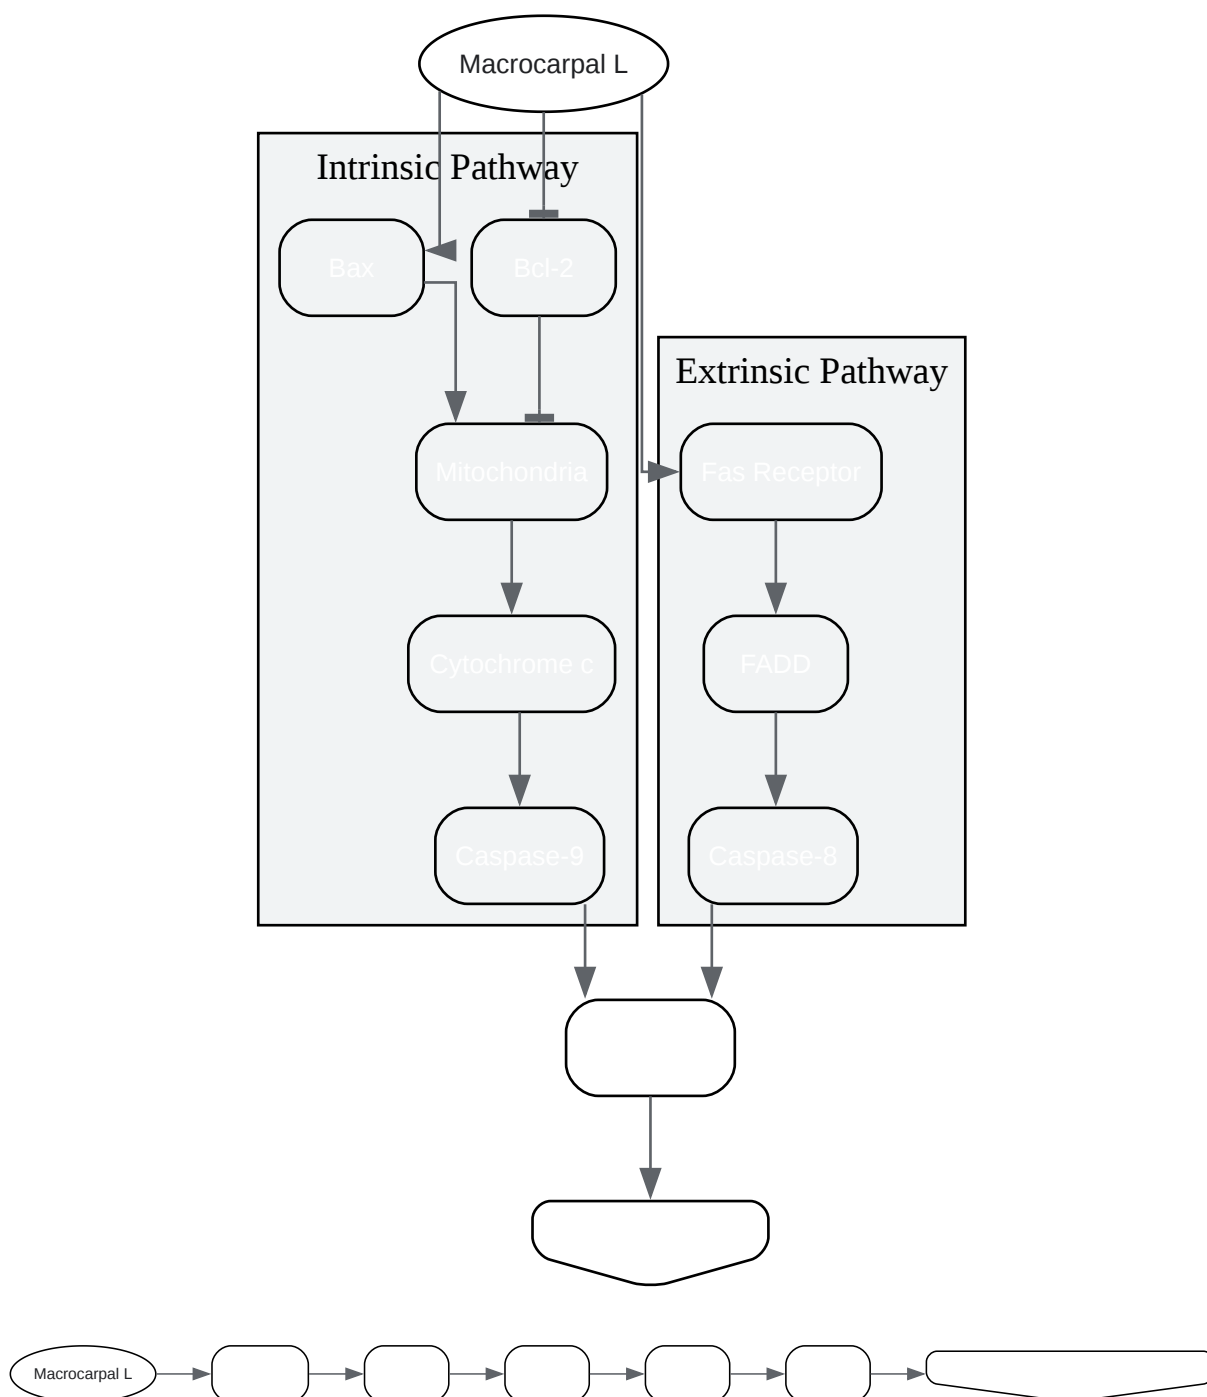 Macrocarpal L
Intrinsic Pathway
Bax
Bcl-2
Extrinsic Pathway
Mitochondria
Fas Receptor
Cytochrome c
FADD
Caspase-9
Caspase-8
Macrocarpal L